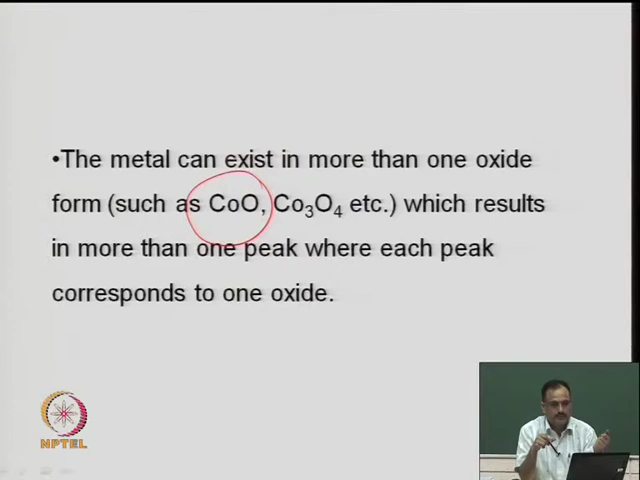 •The metal can exist in more than one oxide
form (such as CoO, Co₃O₄ etc.) which results
in more than one peak where each peak
corresponds to one oxide.
NPTEL